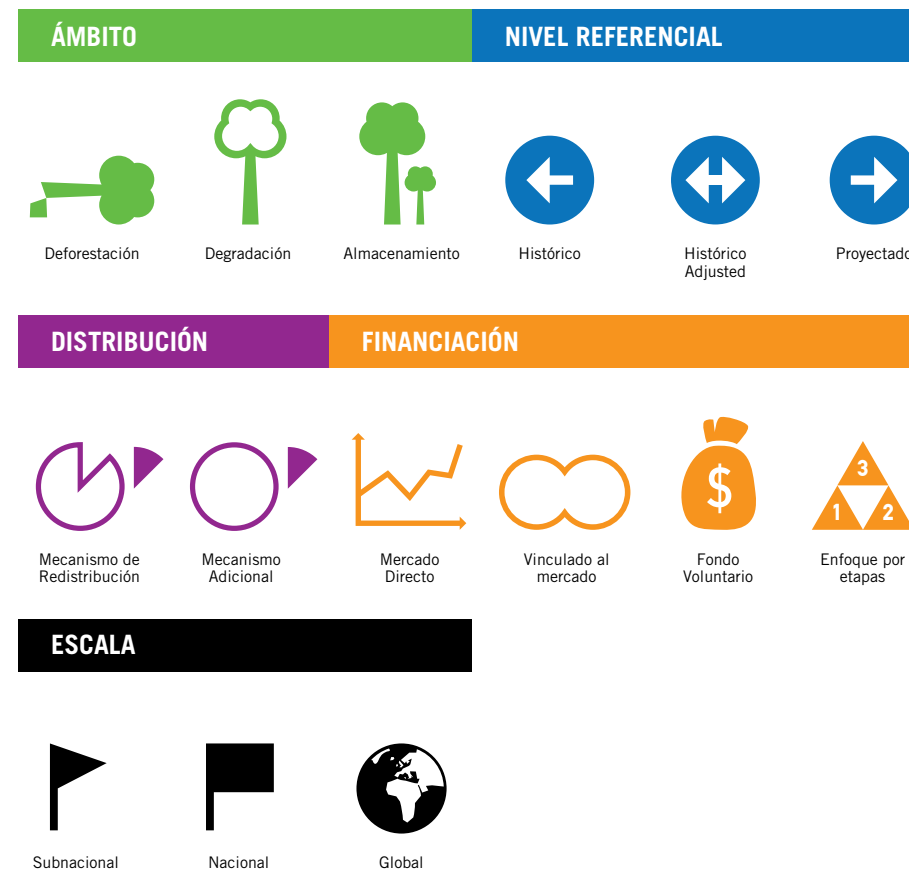 ÁMBITO
NIVEL REFERENCIAL
Deforestación
Degradación
Almacenamiento
Histórico
Histórico
Adjusted
Proyectado
DISTRIBUCIÓN
FINANCIACIÓN
$
3
1
2
Mecanismo de
Redistribución
Mecanismo
Adicional
Mercado
Directo
Vinculado al
mercado
Fondo
Voluntario
Enfoque por
etapas
ESCALA
Subnacional
Nacional
Global